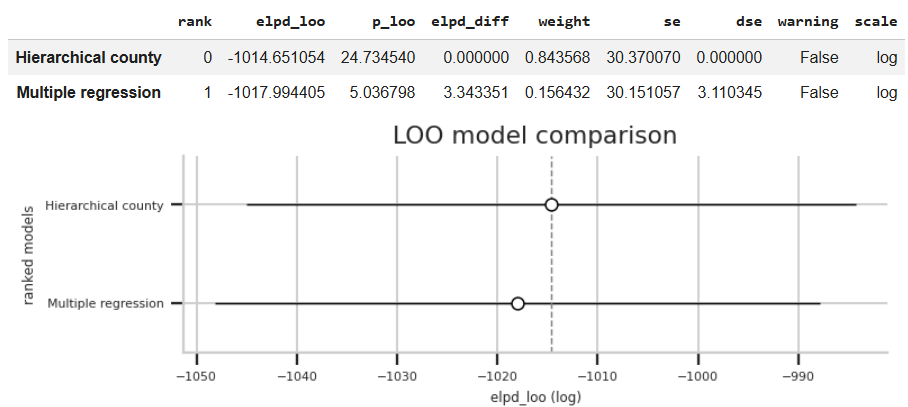 rank elpd_loo p_loo elpd_diff weight se dse warning scale
Hierarchical county 0 -1014.651054 24.734540 0.000000 0.843568 30.370070 0.000000 False log
Multiple regression 1 -1017.994405 5.036798 3.343351 0.156432 30.151057 3.110345 False log
LOO model comparison
ranked models
Hierarchical county
Multiple regression
−1050 −1040 −1030 −1020 −1010 −1000 −990
elpd_loo (log)